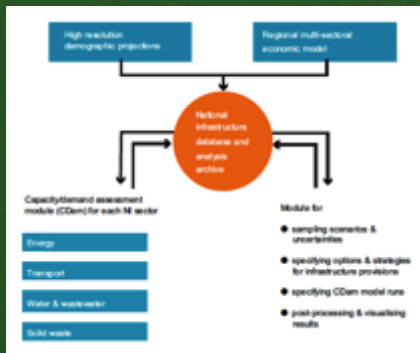 High resolution
demographic projections
Regional multi-sectoral
economic model
National
infrastructure
database and
analysis
archive
Capacity/demand assessment
module (CDam) for each NI sector
Energy
Transport
Water & wastewater
Solid waste
Module for
● sampling scenarios &
uncertainties
● specifying options & strategies
for infrastructure provisions
● specifying CDam model runs
● post-processing & visualising
results